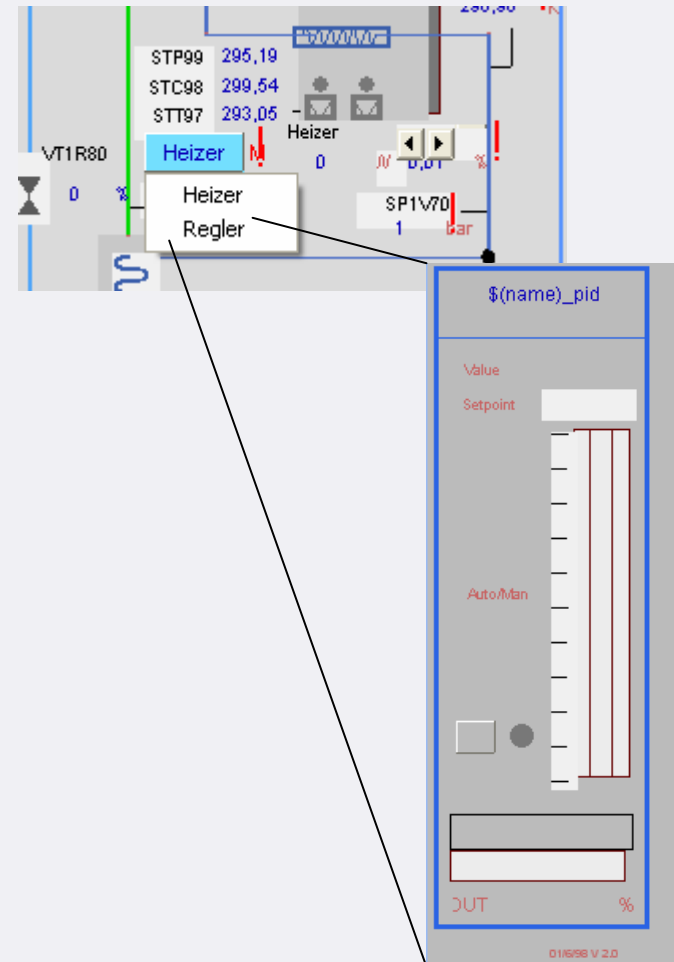 STP99 295,19
STC98 299,54
STT97 293,05
Heizer
VT1R80
Heizer
0
%
0
%
Heizer
Regler
SP1V70
1
$(name)_pid
Value
Setpoint
Auto/Man
OUT %
01/6/98 V 2.0